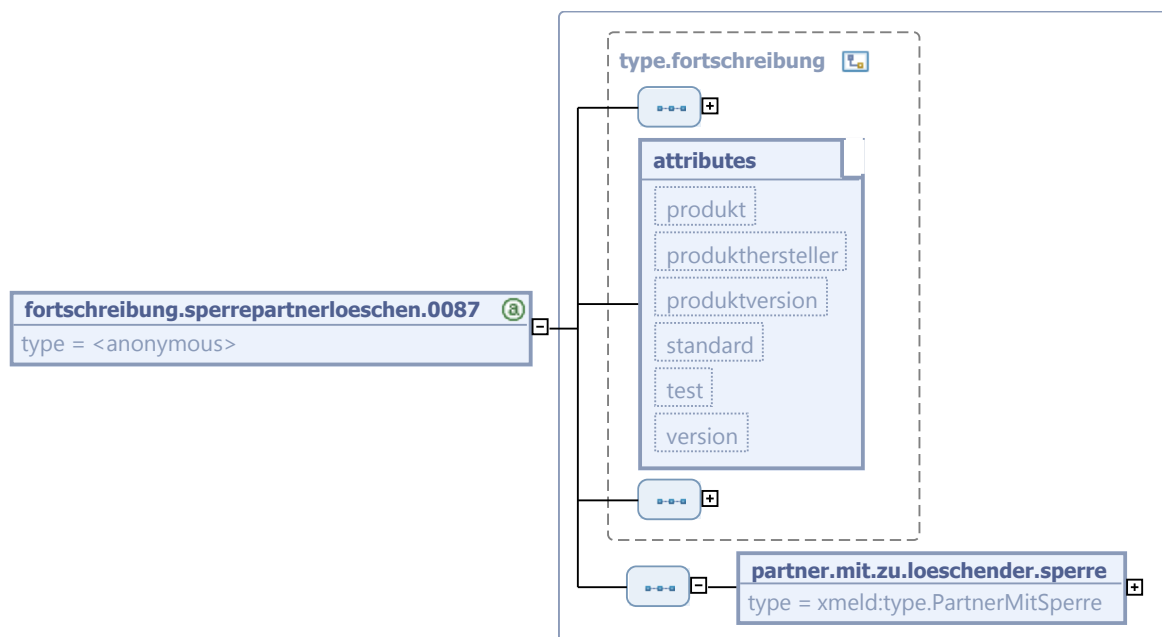 type.fortschreibung
attributes
produkt
produkthersteller
produktversion
standard
test
version
fortschreibung.sperrepartnerloeschen.0087 a
type = <anonymous>
partner.mit.zu.loeschender.sperre
type = xmeld:type.PartnerMitSperre